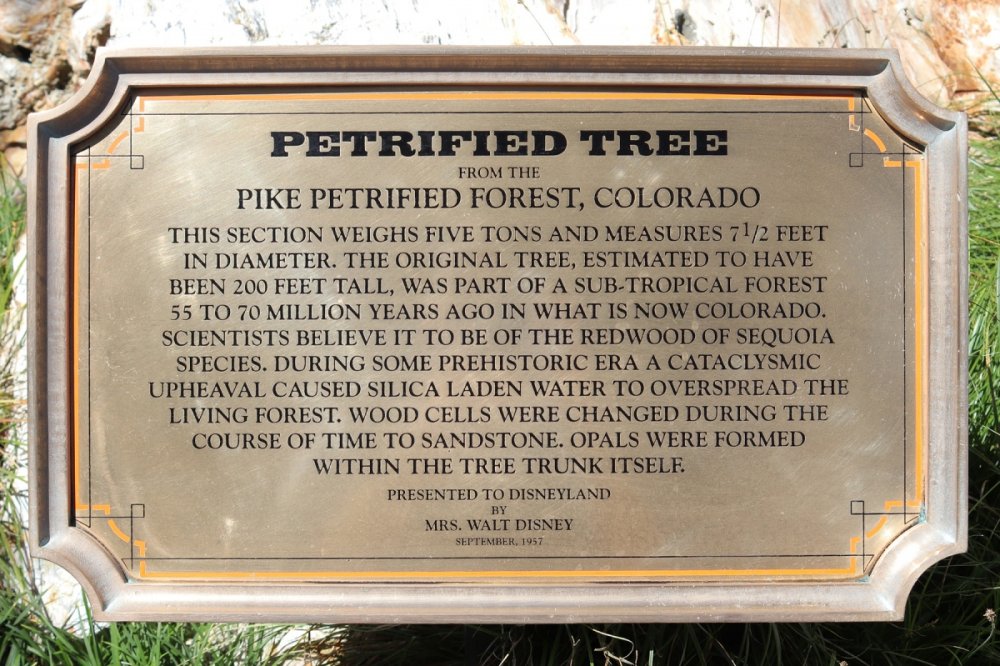 PETRIFIED TREE
FROM THE
PIKE PETRIFIED FOREST, COLORADO
THIS SECTION WEIGHS FIVE TONS AND MEASURES 7 1/2 FEET
IN DIAMETER. THE ORIGINAL TREE, ESTIMATED TO HAVE
BEEN 200 FEET TALL, WAS PART OF A SUB-TROPICAL FOREST
55 TO 70 MILLION YEARS AGO IN WHAT IS NOW COLORADO.
SCIENTISTS BELIEVE IT TO BE OF THE REDWOOD OF SEQUOIA
SPECIES. DURING SOME PREHISTORIC ERA A CATACLYSMIC
UPHEAVAL CAUSED SILICA LADEN WATER TO OVERSPREAD THE
LIVING FOREST. WOOD CELLS WERE CHANGED DURING THE
COURSE OF TIME TO SANDSTONE. OPALS WERE FORMED
WITHIN THE TREE TRUNK ITSELF.
PRESENTED TO DISNEYLAND
BY
MRS. WALT DISNEY
SEPTEMBER, 1957